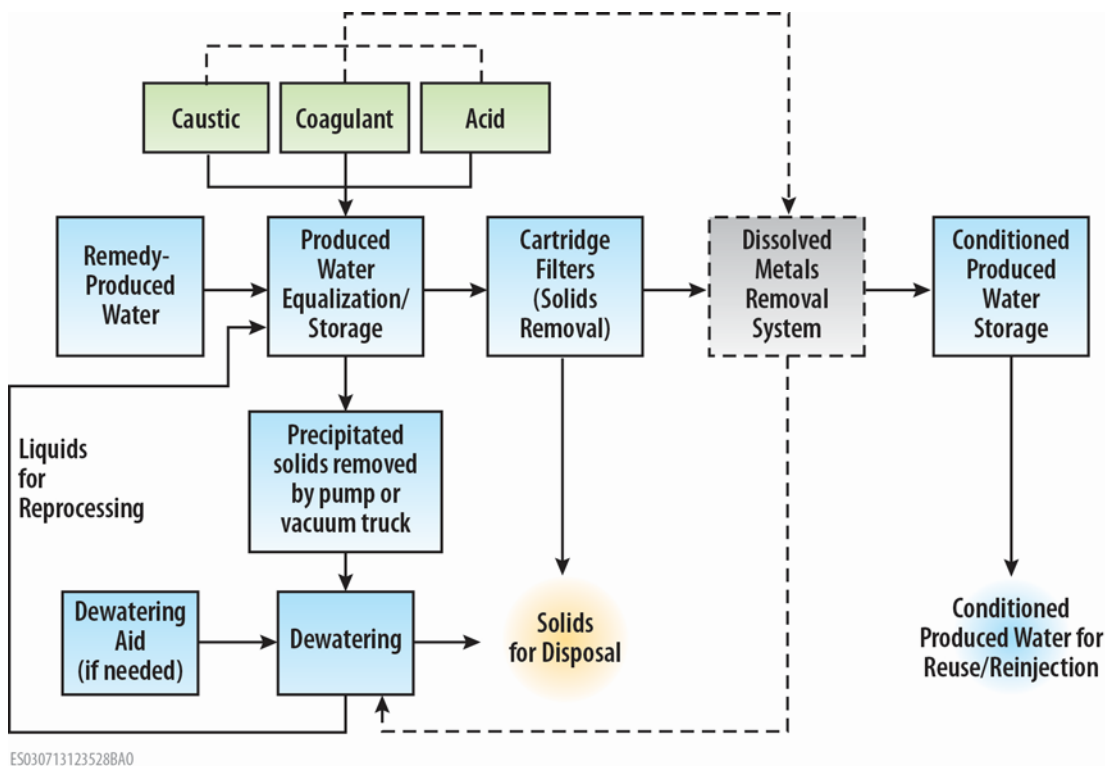 Caustic
Coagulant
Acid
Remedy-
Produced
Water
Produced
Water
Equalization/
Storage
Cartridge
Filters
(Solids
Removal)
Dissolved
Metals
Removal
System
Conditioned
Produced
Water
Storage
Liquids
for
Reprocessing
Precipitated
solids removed
by pump or
vacuum truck
Dewatering
Aid
(if needed)
Dewatering
Solids
for Disposal
Conditioned
Produced Water for
Reuse/Reinjection
ES030713123528BAO